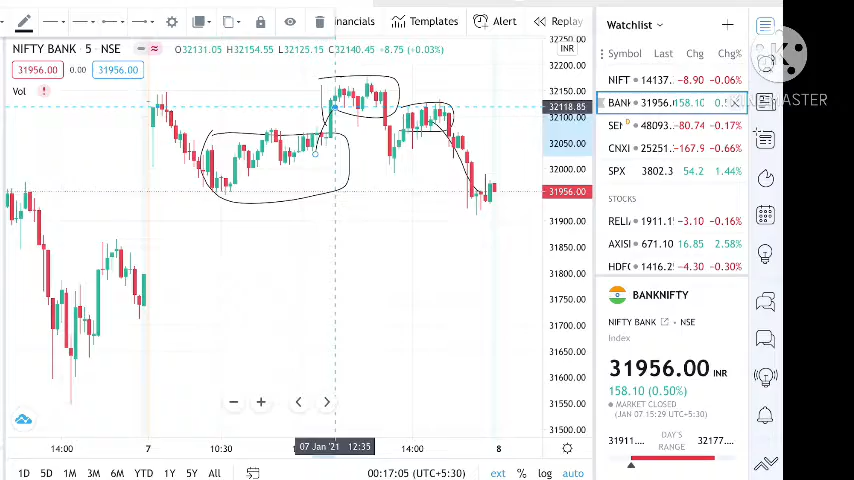 inancials Templates Alert Replay
NIFTY BANK • 5 • NSE O32131.05 H32154.55 L32125.15 C32140.45 +8.75 (+0.03%)
31956.00 0.00 31956.00
Vol
INR
32250.00
32200.00
32150.00
32118.85
32100.00
32050.00
32000.00
31956.00
31900.00
31850.00
31800.00
31750.00
31700.00
31650.00
31600.00
31550.00
31500.00
14:00 7 10:30 07 Jan '21 12:35 14:00 8
1D 5D 1M 3M 6M YTD 1Y 5Y All 00:17:05 (UTC+5:30) ext % log auto
Watchlist
Symbol Last Chg Chg%
NIFT 14137. -8.90 -0.06%
BAN 31956. 158.10 0.5
SEN D 48093. -80.74 -0.17%
CNXI 25251. -167.9 -0.66%
SPX 3802.3 54.2 1.44%
STOCKS
RELI 1911.1 -3.10 -0.16%
AXISI 671.10 16.85 2.58%
HDFC 1416.2 -4.30 -0.30%
BANKNIFTY
NIFTY BANK • NSE
Index
31956.00 INR
158.10 (0.50%)
MARKET CLOSED
(JAN 07 15:29 UTC+5:30)
31911... DAY'S RANGE 32177....
MASTER